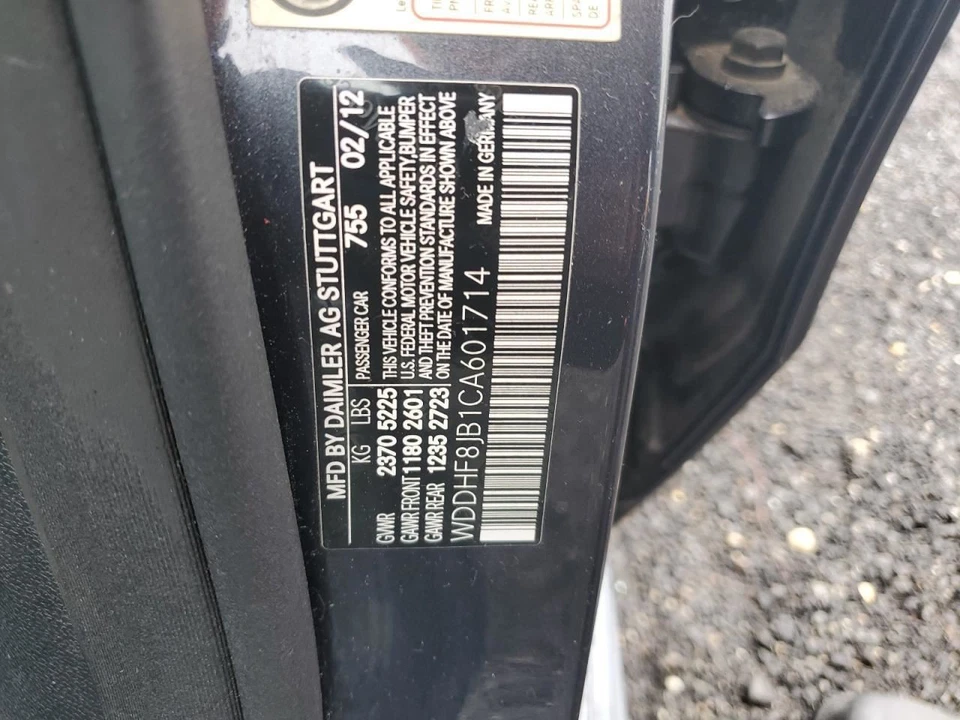 MFD BY DAIMLER AG STUTTGART
KG LBS PASSENGER CAR 755 02/12
GVWR 2370 5225 THIS VEHICLE CONFORMS TO ALL APPLICABLE
GAWR FRONT 1180 2601 U.S. FEDERAL MOTOR VEHICLE SAFETY, BUMPER
GAWR REAR 1235 2723 AND THEFT PREVENTION STANDARDS IN EFFECT
ON THE DATE OF MANUFACTURE SHOWN ABOVE
WDDHF8JB1CA601714 MADE IN GERMANY